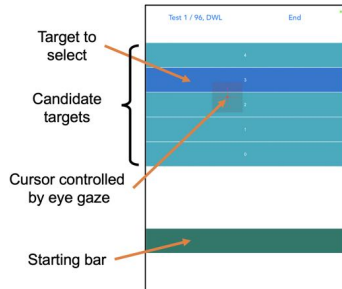 Test 1 / 96, DWL
End
Target to
select
4
3
Candidate
targets
2
1
0
Cursor controlled
by eye gaze
Starting bar